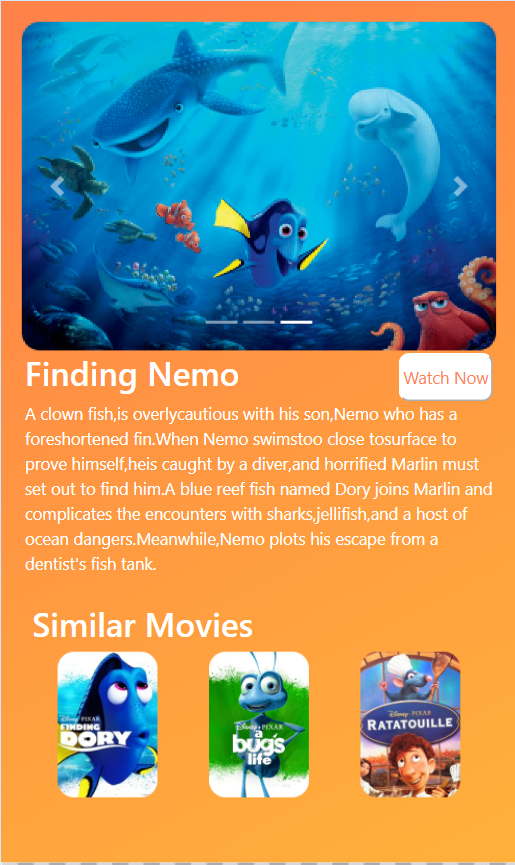 Finding Nemo
Watch Now
A clown fish,is overlycautious with his son,Nemo who has a
foreshortened fin.When Nemo swimstoo close tosurface to
prove himself,heis caught by a diver,and horrified Marlin must
set out to find him.A blue reef fish named Dory joins Marlin and
complicates the encounters with sharks,jellifish,and a host of
ocean dangers.Meanwhile,Nemo plots his escape from a
dentist's fish tank.
Similar Movies
Disney·PIXAR
FINDING
DORY
Disney·PIXAR
a
bug's
life
Disney·PIXAR
RATATOUILLE